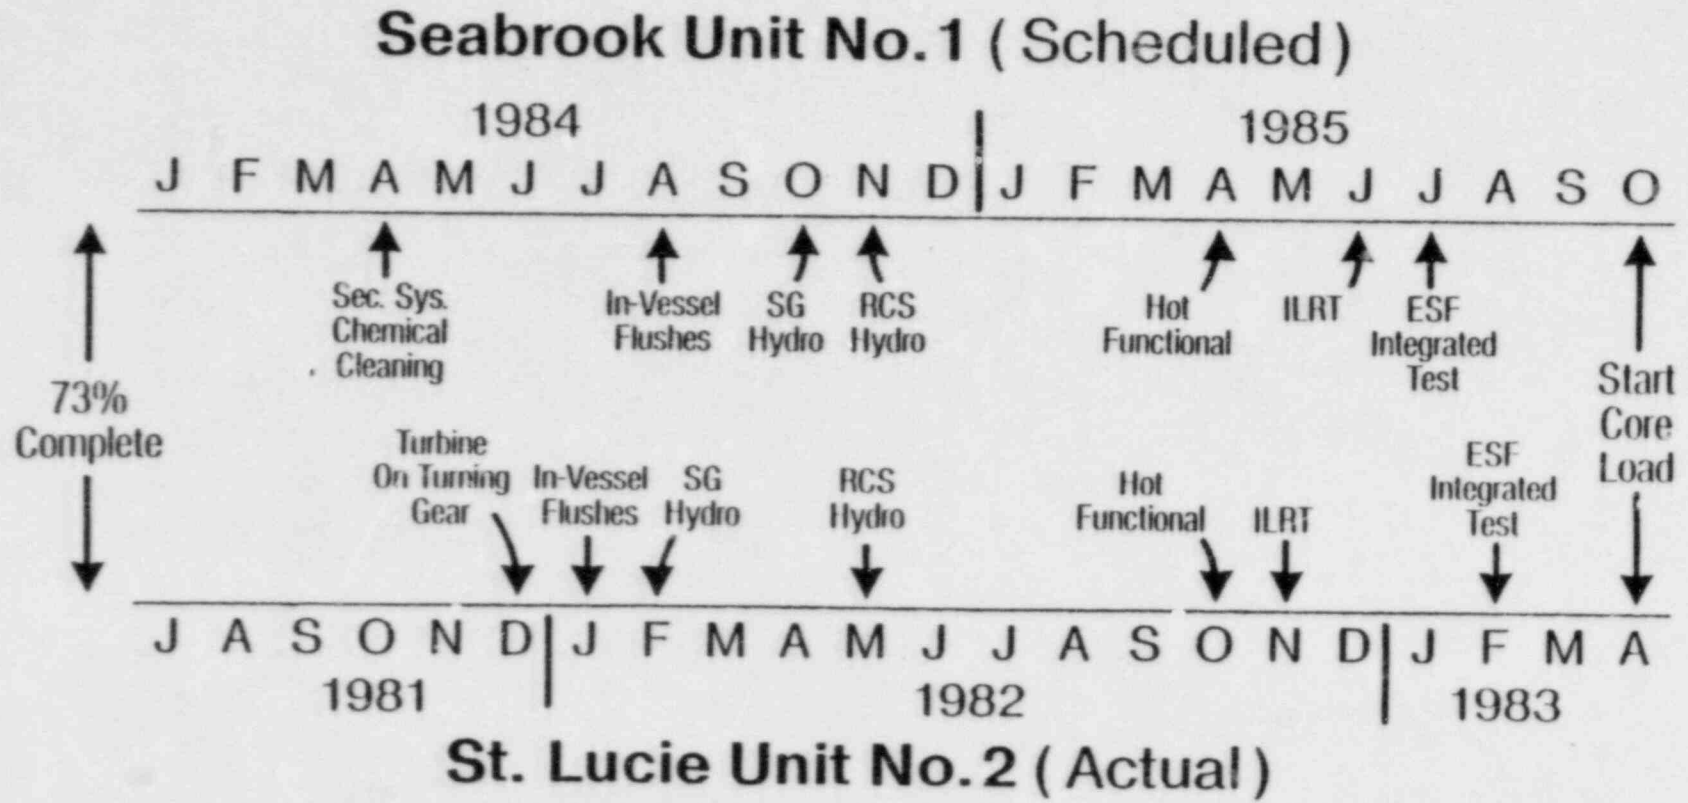 Seabrook Unit No. 1 (Scheduled)
1984 1985
J F M A M J J A S O N D J F M A M J J A S O
Sec. Sys.
Chemical
Cleaning
In-Vessel
Flushes
SG
Hydro
RCS
Hydro
Hot
Functional
ILRT
ESF
Integrated
Test
73%
Complete
Start
Core
Load
Turbine
On Turning
Gear
In-Vessel
Flushes
SG
Hydro
RCS
Hydro
Hot
Functional
ILRT
ESF
Integrated
Test
J A S O N D J F M A M J J A S O N D J F M A
1981 1982 1983
St. Lucie Unit No. 2 (Actual)